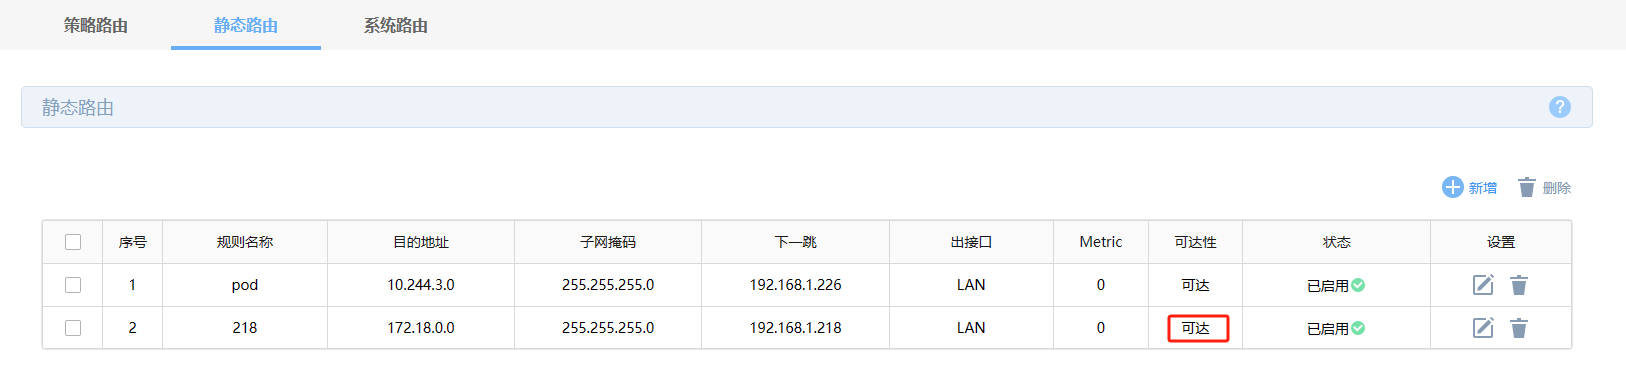 策略路由 静态路由 系统路由
静态路由 ?
新增 删除
序号 规则名称 目的地址 子网掩码 下一跳 出接口 Metric 可达性 状态 设置
1 pod 10.244.3.0 255.255.255.0 192.168.1.226 LAN 0 可达 已启用
2 218 172.18.0.0 255.255.255.0 192.168.1.218 LAN 0 可达 已启用